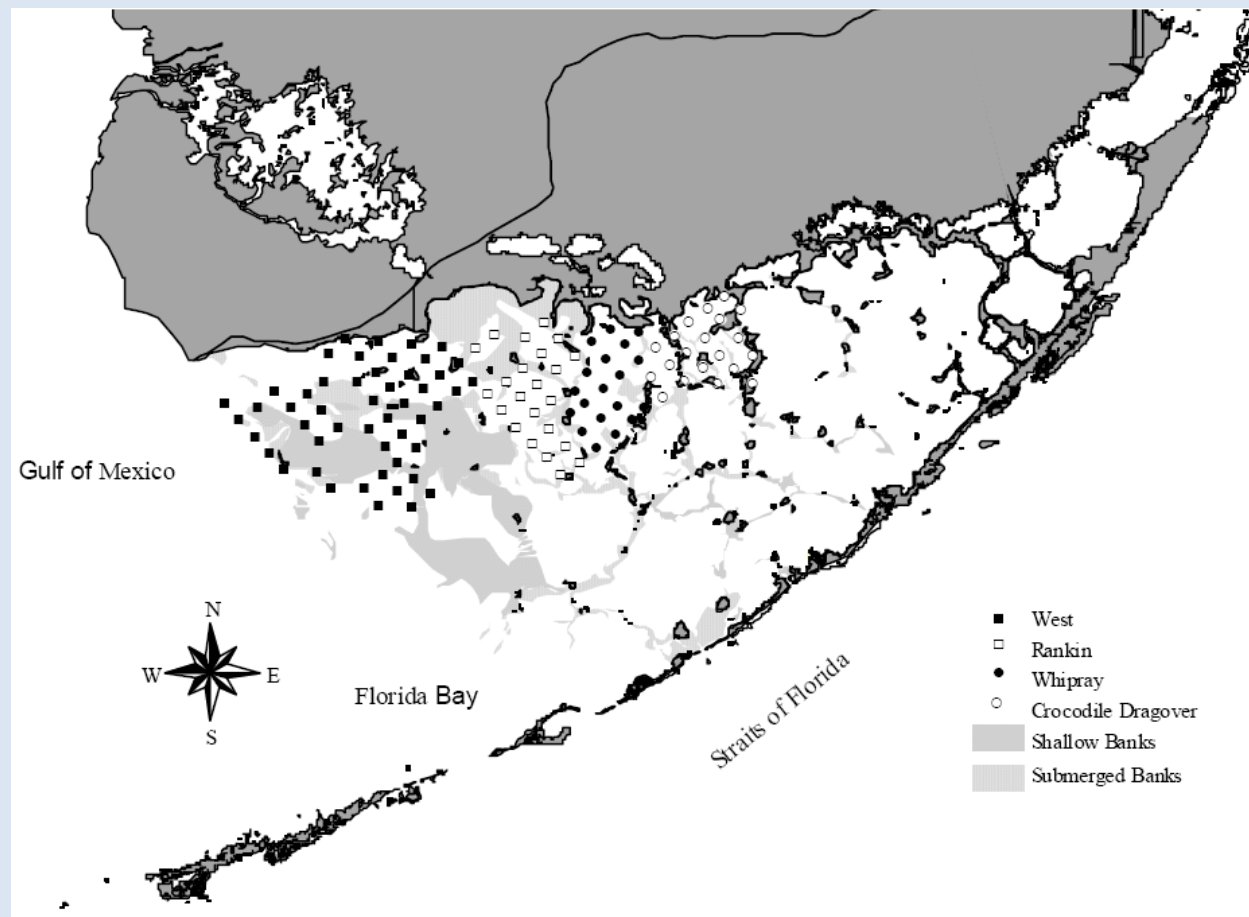 Gulf of Mexico
N
W E
S
Florida Bay
Straits of Florida
West
Rankin
Whipray
Crocodile Dragover
Shallow Banks
Submerged Banks